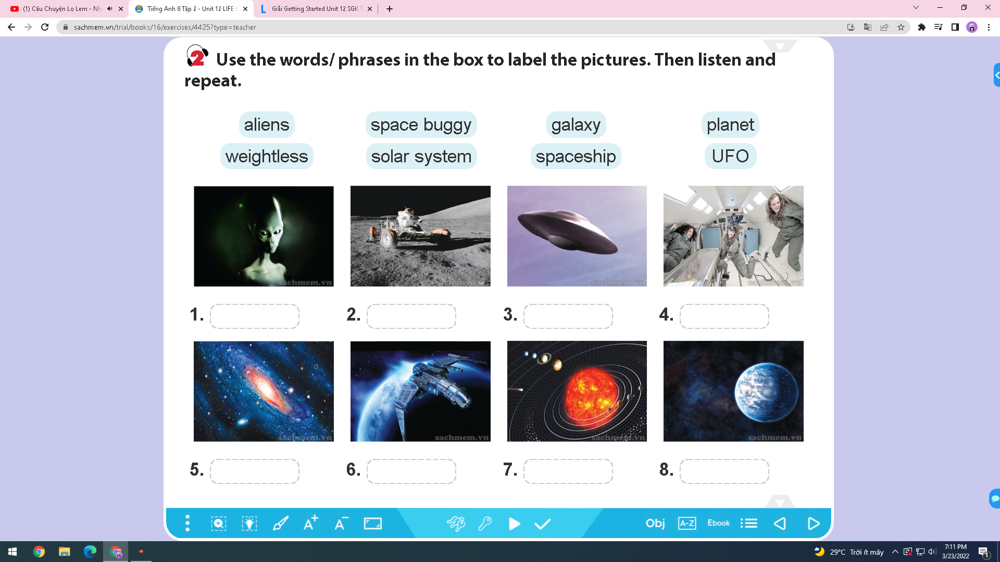 (1) Câu Chuyện Lọ Lem - Nh
Tiếng Anh 8 Tập 2 - Unit 12 LIFE
Giải Getting Started Unit 12 SGK T
sachmem.vn/trial/books/16/exercises/4425?type=teacher
2 Use the words/ phrases in the box to label the pictures. Then listen and
repeat.
aliens space buggy galaxy planet
weightless solar system spaceship UFO
sachmem.vn sachmem.vn sachmem.vn sachmem.vn
1. 2. 3. 4.
sachmem.vn sachmem.vn sachmem.vn sachmem.vn
5. 6. 7. 8.
A+ A- Obj A-Z Ebook
29°C Trời ít mây
7:11 PM
3/23/2022
1